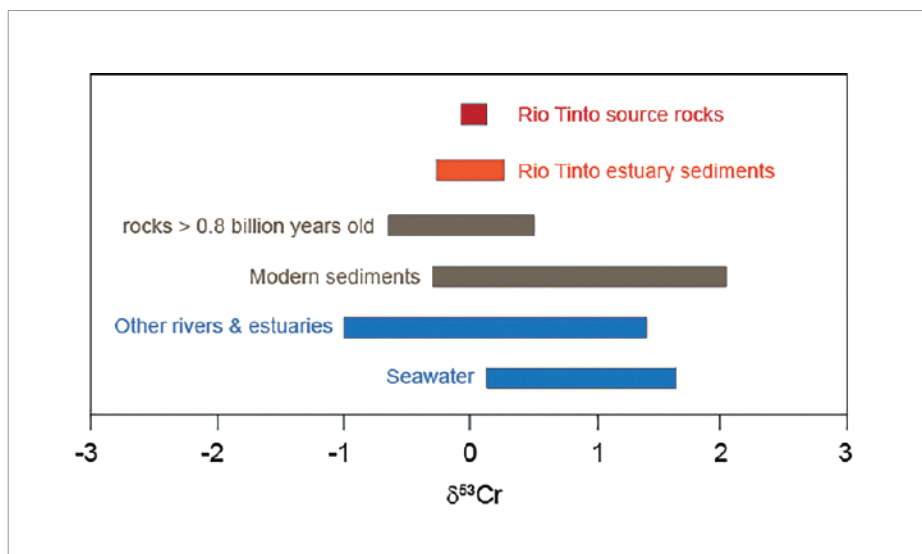 Rio Tinto source rocks
Rio Tinto estuary sediments
rocks > 0.8 billion years old
Modern sediments
Other rivers & estuaries
Seawater
-3 -2 -1 0 1 2 3
δ⁵³Cr